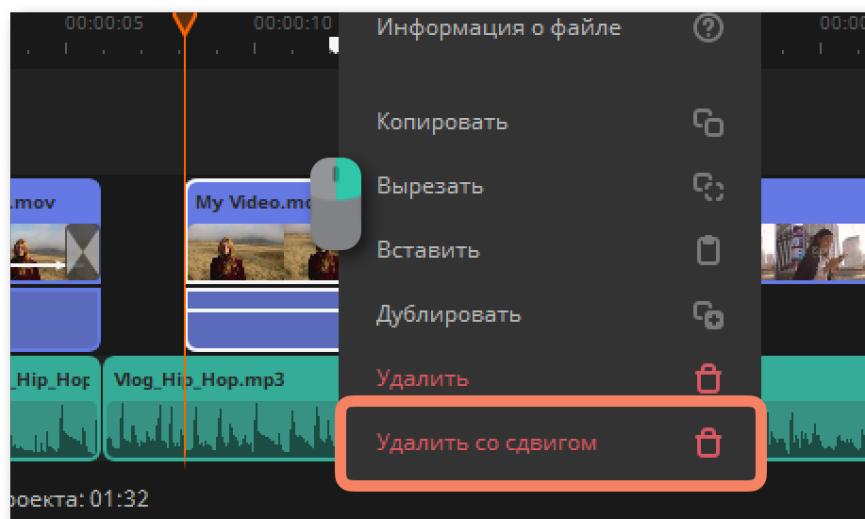 00:00:05
00:00:10
Информация о файле
Копировать
.mov
My Video.mo
Вырезать
Вставить
Дублировать
_Hip_Hop
Vlog_Hip_Hop.mp3
Удалить
Удалить со сдвигом
роекта: 01:32